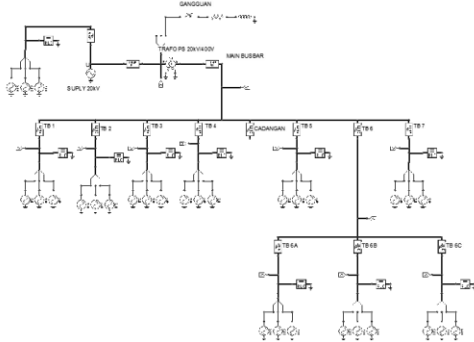 GANGGUAN
TRAFO PS 20kV/400V
MAIN BUSBAR
SUPLY 20kV
TB 1
TB 2
TB 3
TB 4
CADANGAN
TB 5
TB 6
TB 7
TB 6A
TB 6B
TB 6C